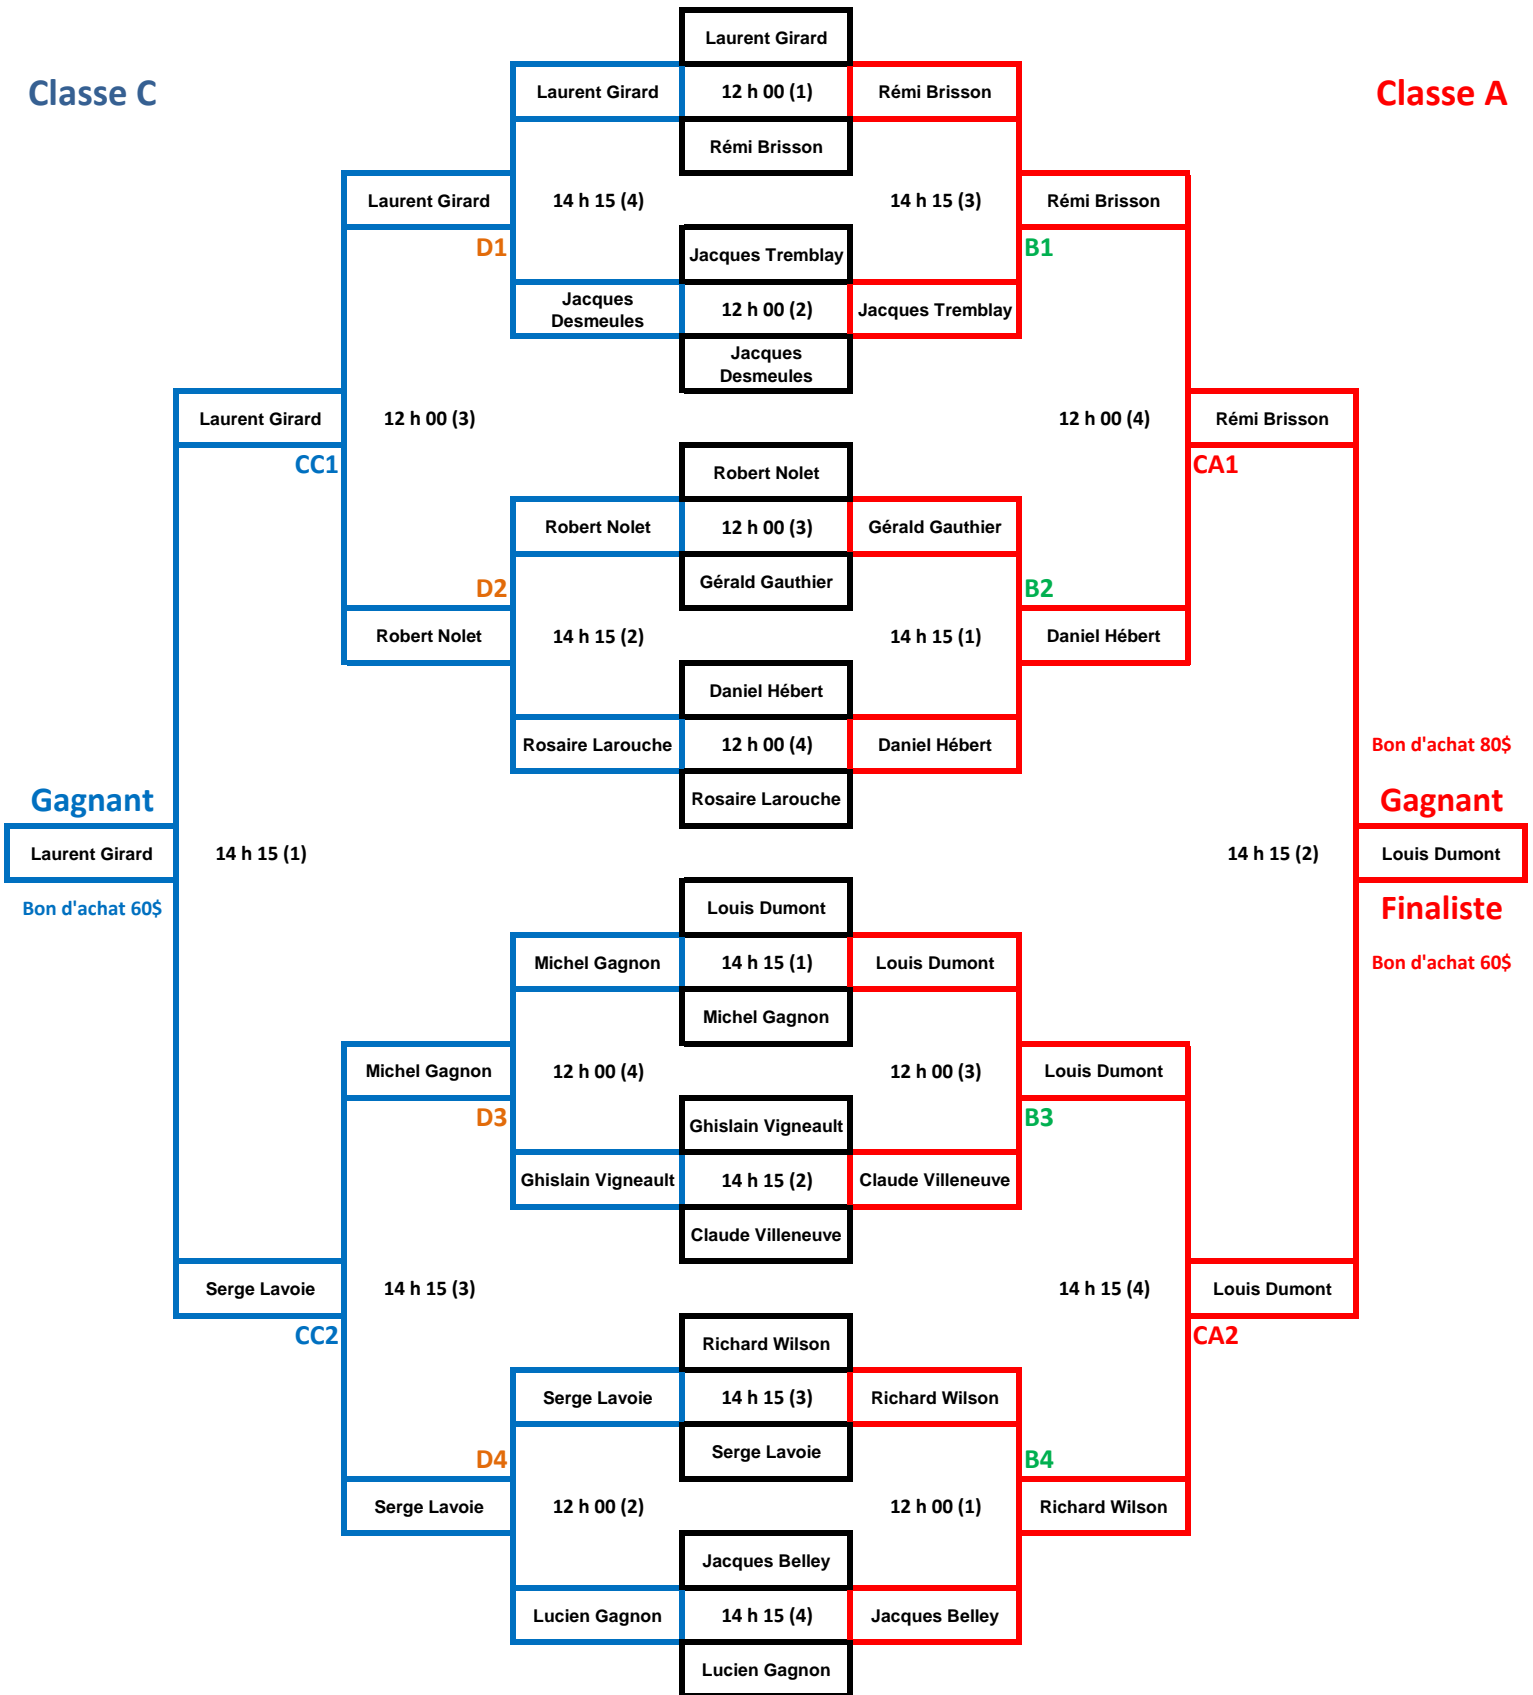 Laurent Girard
Classe C
Laurent Girard
12 h 00 (1)
Rémi Brisson
Classe A
Rémi Brisson
Laurent Girard
14 h 15 (4)
14 h 15 (3)
Rémi Brisson
D1
Jacques Tremblay
B1
Jacques
Desmeules
12 h 00 (2)
Jacques Tremblay
Jacques
Desmeules
Laurent Girard
12 h 00 (3)
12 h 00 (4)
Rémi Brisson
CC1
Robert Nolet
CA1
Robert Nolet
12 h 00 (3)
Gérald Gauthier
D2
Gérald Gauthier
B2
Robert Nolet
14 h 15 (2)
14 h 15 (1)
Daniel Hébert
Daniel Hébert
Rosaire Larouche
12 h 00 (4)
Daniel Hébert
Bon d'achat 80$
Gagnant
Rosaire Larouche
Gagnant
Laurent Girard
14 h 15 (1)
14 h 15 (2)
Louis Dumont
Bon d'achat 60$
Louis Dumont
Finaliste
Michel Gagnon
14 h 15 (1)
Louis Dumont
Bon d'achat 60$
Michel Gagnon
Michel Gagnon
12 h 00 (4)
12 h 00 (3)
Louis Dumont
D3
Ghislain Vigneault
B3
Ghislain Vigneault
14 h 15 (2)
Claude Villeneuve
Claude Villeneuve
Serge Lavoie
14 h 15 (3)
14 h 15 (4)
Louis Dumont
CC2
Richard Wilson
CA2
Serge Lavoie
14 h 15 (3)
Richard Wilson
D4
Serge Lavoie
B4
Serge Lavoie
12 h 00 (2)
12 h 00 (1)
Richard Wilson
Jacques Belley
Lucien Gagnon
14 h 15 (4)
Jacques Belley
Lucien Gagnon